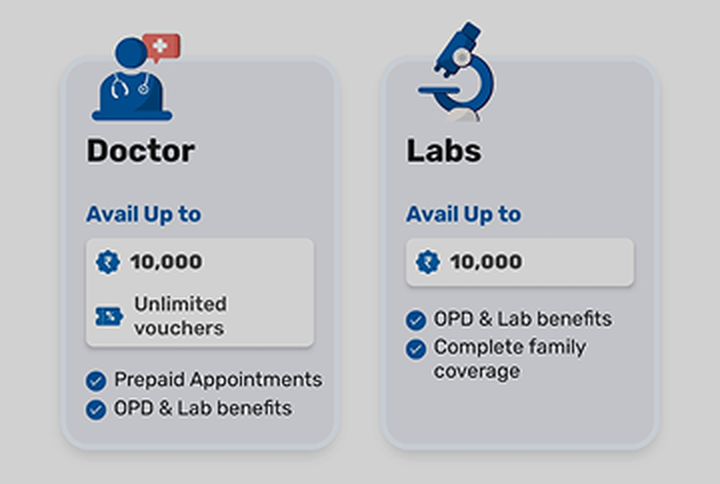 Doctor
Avail Up to
₹ 10,000
Unlimited
vouchers
Prepaid Appointments
OPD & Lab benefits
Labs
Avail Up to
₹ 10,000
OPD & Lab benefits
Complete family
coverage